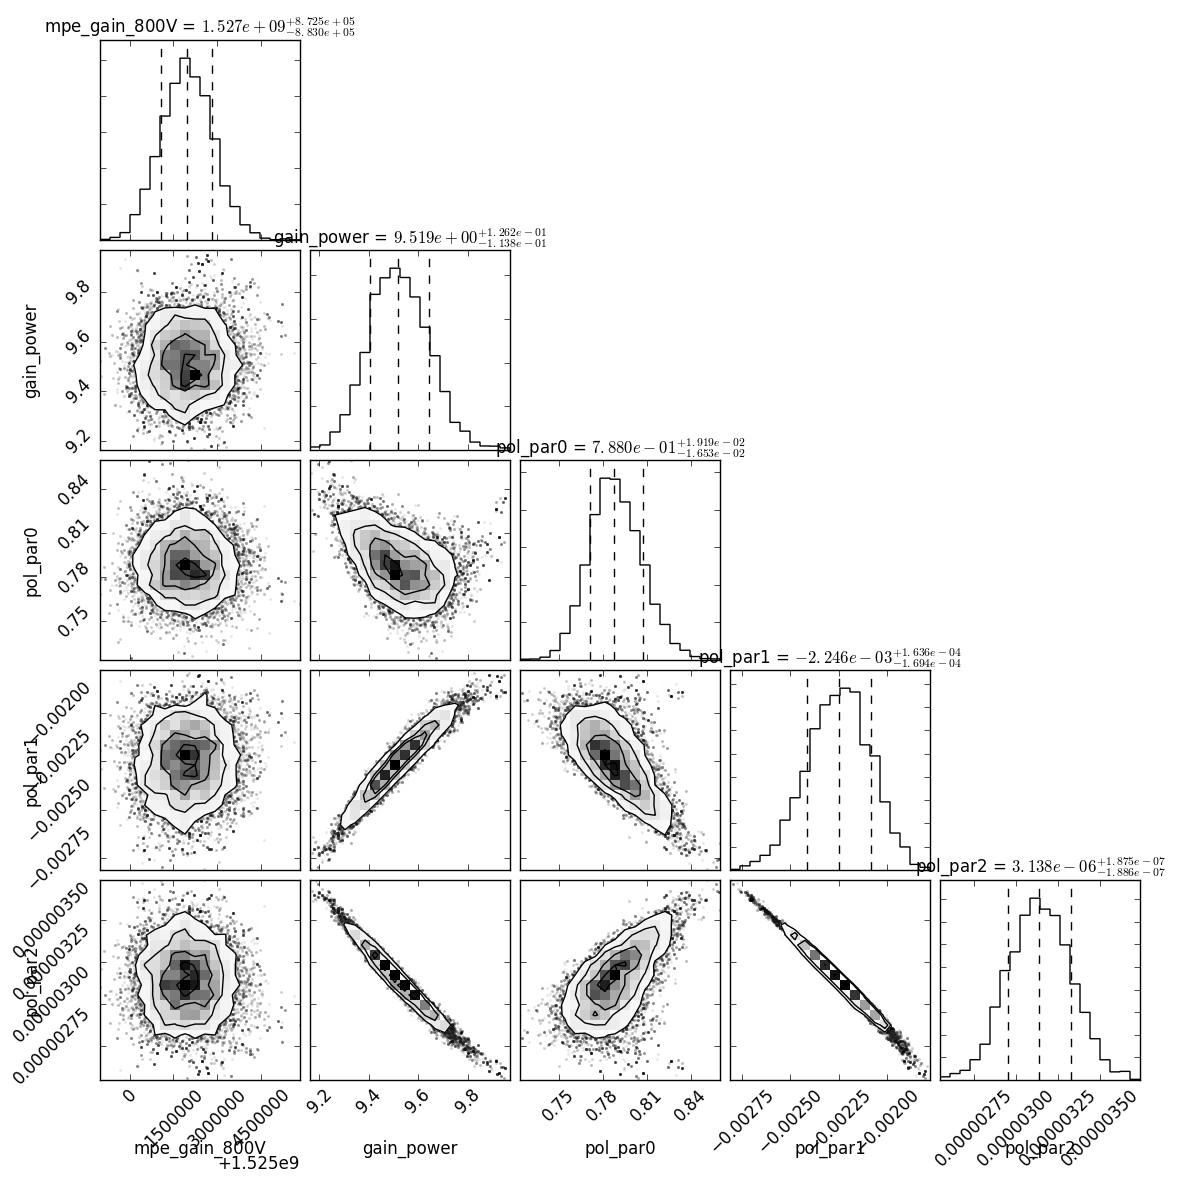 mpe_gain_800V = 1.527e+09 +8.725e+05 −8.830e+05
gain_power = 9.519e+00 +1.262e−01 −1.138e−01
9.8
9.6
9.4
9.2
gain_power
pol_par0 = 7.880e−01 +1.919e−02 −1.653e−02
0.84
0.81
0.78
0.75
pol_par0
pol_par1 = −2.246e−03 +1.636e−04 −1.694e−04
−0.00200
−0.00225
−0.00250
−0.00275
pol_par1
pol_par2 = 3.138e−06 +1.875e−07 −1.886e−07
0.00000350
0.00000325
0.00000300
0.00000275
pol_par2
0 1500000 3000000 4500000
9.2 9.4 9.6 9.8
0.75 0.78 0.81 0.84
−0.00275 −0.00250 −0.00225 −0.00200
0.00000275 0.00000300 0.00000325 0.00000350
mpe_gain_800V gain_power pol_par0 pol_par1 pol_par2
+1.525e9